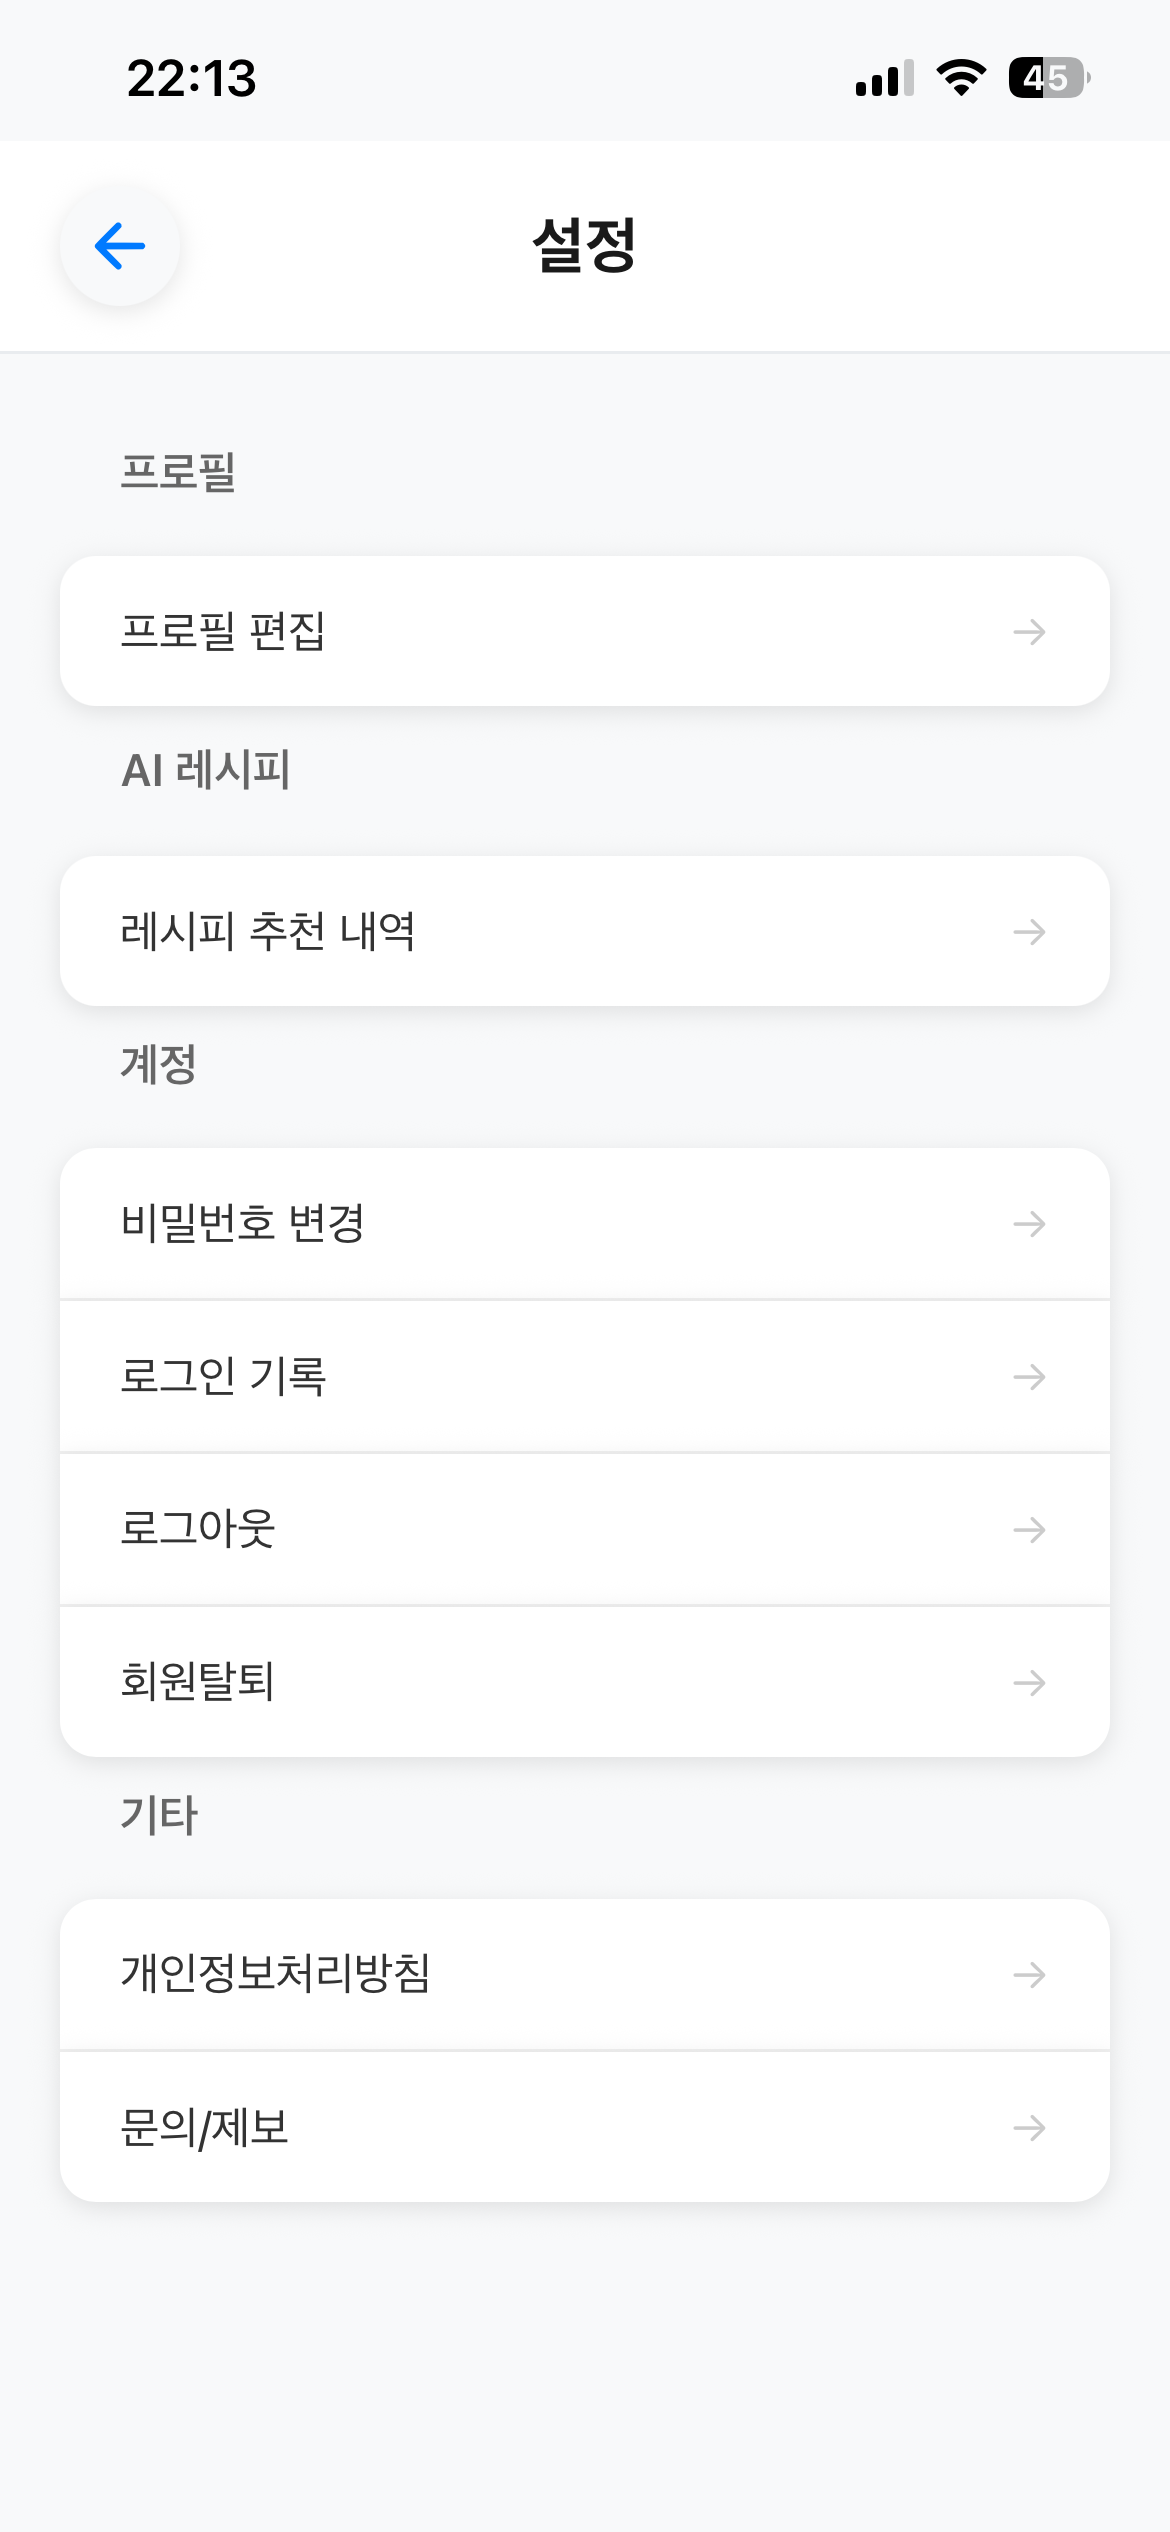 22:13
45
설정
프로필
프로필 편집
AI 레시피
레시피 추천 내역
계정
비밀번호 변경
로그인 기록
로그아웃
회원탈퇴
기타
개인정보처리방침
문의/제보